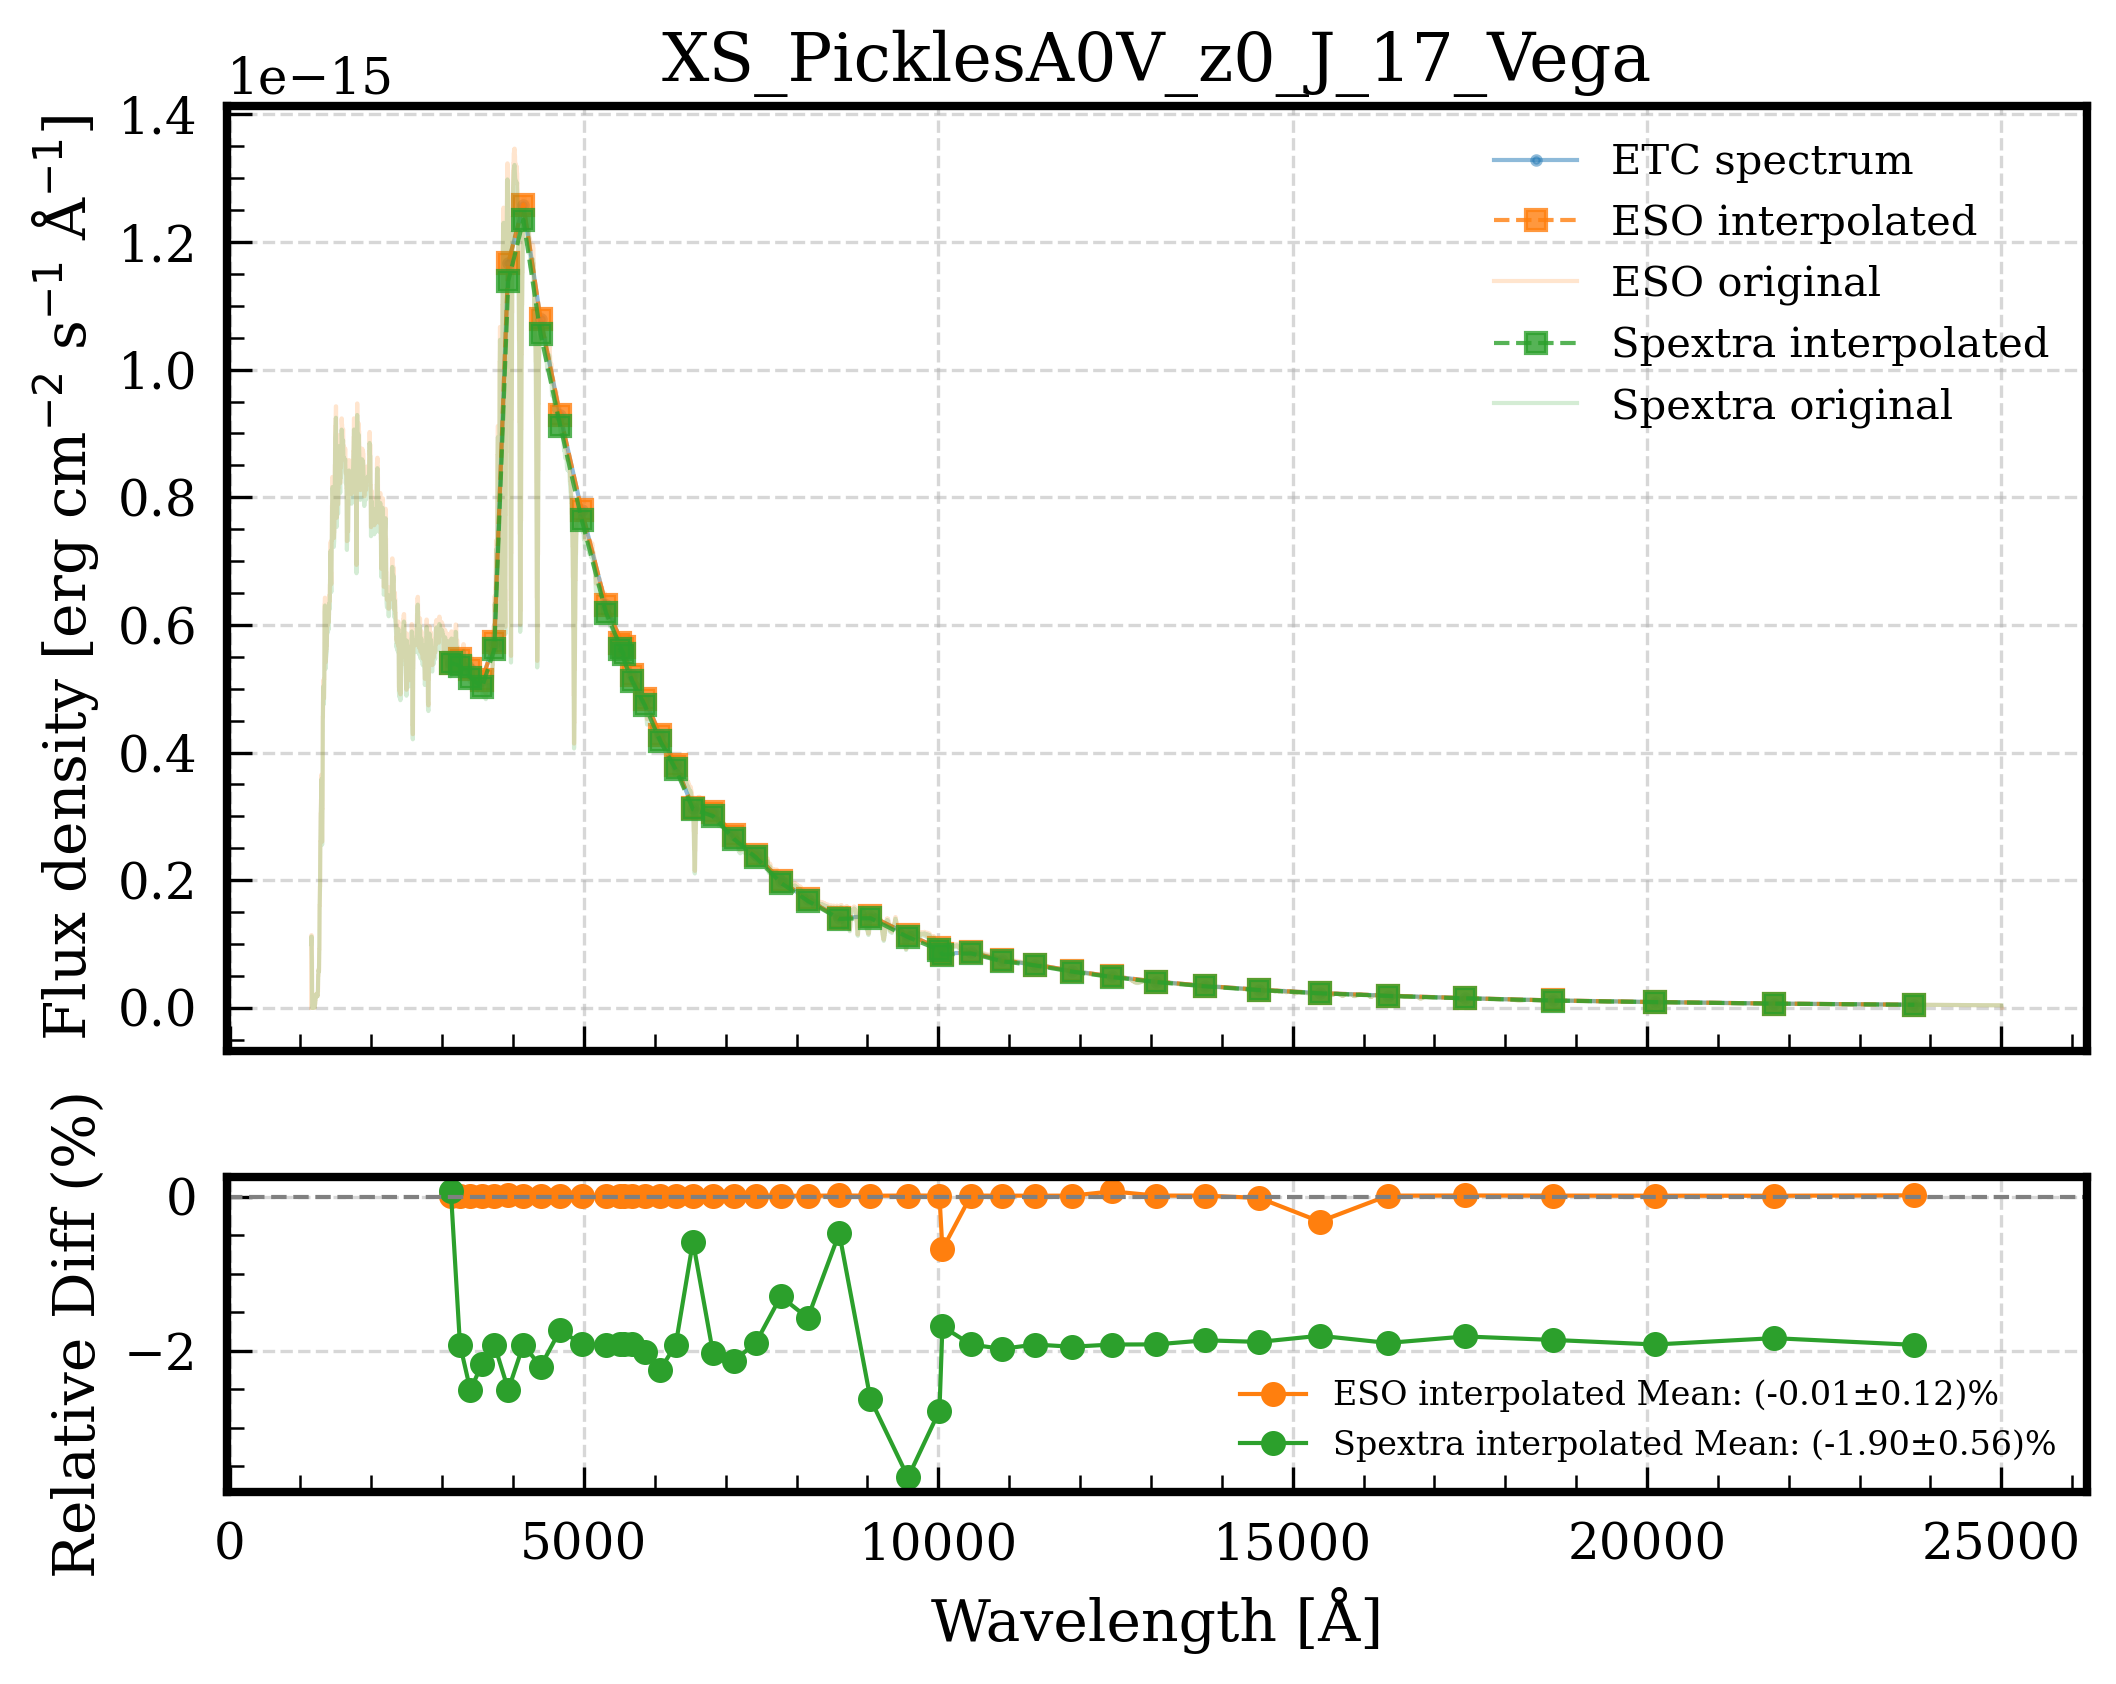 XS_PicklesA0V_z0_J_17_Vega
1e−15
Flux density [erg cm⁻² s⁻¹ Å⁻¹]
1.4
1.2
1.0
0.8
0.6
0.4
0.2
0.0
ETC spectrum
ESO interpolated
ESO original
Spextra interpolated
Spextra original
Relative Diff (%)
0
−2
ESO interpolated Mean: (-0.01±0.12)%
Spextra interpolated Mean: (-1.90±0.56)%
0 5000 10000 15000 20000 25000
Wavelength [Å]